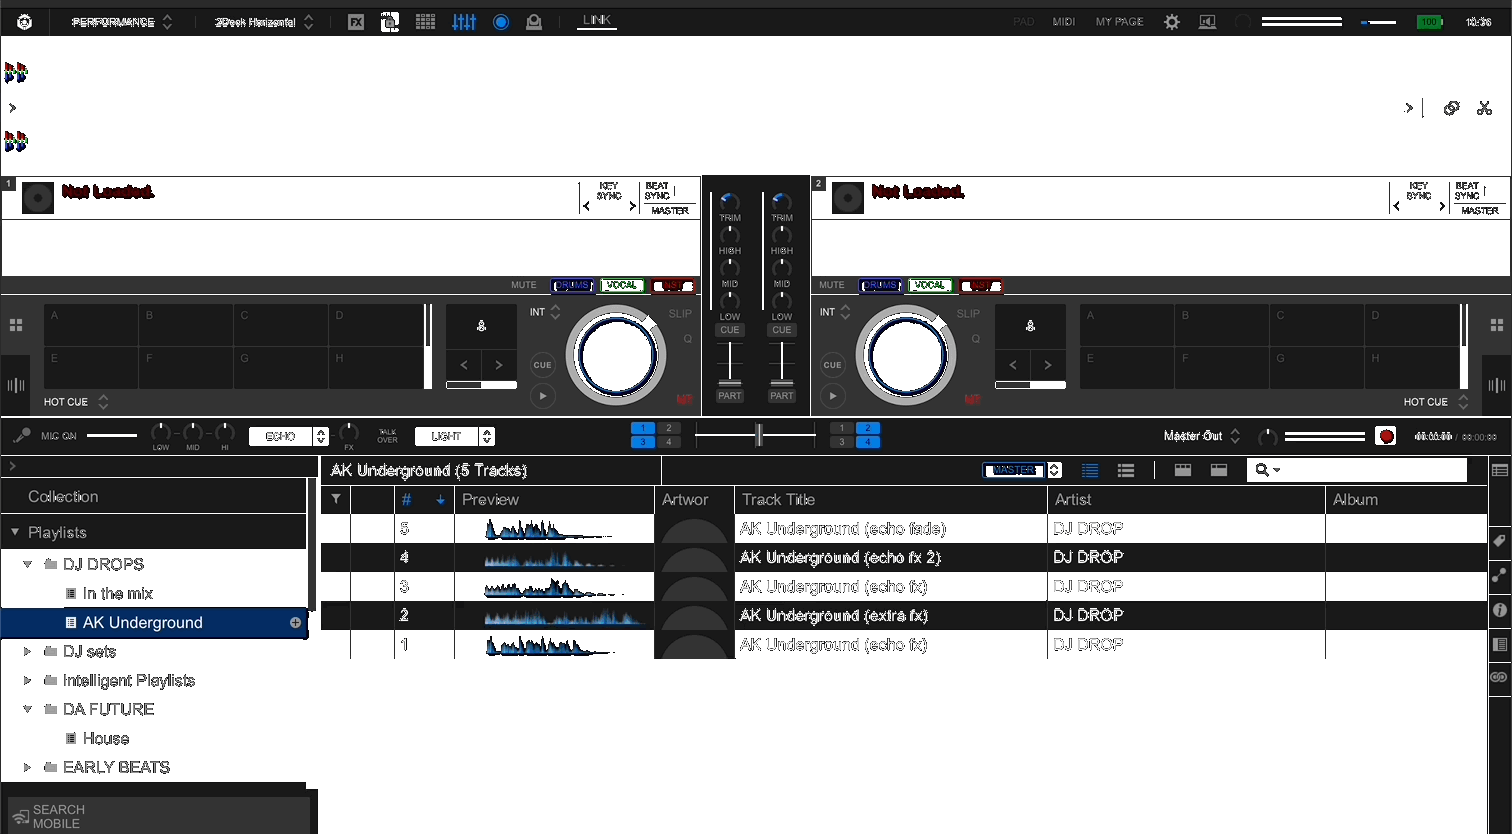 PERFORMANCE 2Deck Horizontal FX LINK PAD MIDI MY PAGE 100
1 Not Loaded. KEY SYNC BEAT SYNC MASTER
2 Not Loaded. KEY SYNC BEAT SYNC MASTER
TRIM TRIM
HIGH HIGH
MID MID
LOW LOW
CUE CUE
PART PART
MUTE DRUMS VOCAL INST
MUTE DRUMS VOCAL INST
A B C D
E F G H
HOT CUE
INT SLIP
Q
CUE
INT SLIP
Q
CUE
A B C D
E F G H
HOT CUE
MIC ON LOW MID HI ECHO FX TALK OVER LIGHT
1 2
3 4
1 2
3 4
Master Out 00:00:00 / 00:00:00
Collection
Playlists
DJ DROPS
In the mix
AK Underground
DJ sets
Intelligent Playlists
DA FUTURE
House
EARLY BEATS
SEARCH
MOBILE
AK Underground (5 Tracks) MASTER
# Preview Artwor Track Title Artist Album
5 AK Underground (echo fade) DJ DROP
4 AK Underground (echo fx 2) DJ DROP
3 AK Underground (echo fx) DJ DROP
2 AK Underground (extra fx) DJ DROP
1 AK Underground (echo fx) DJ DROP